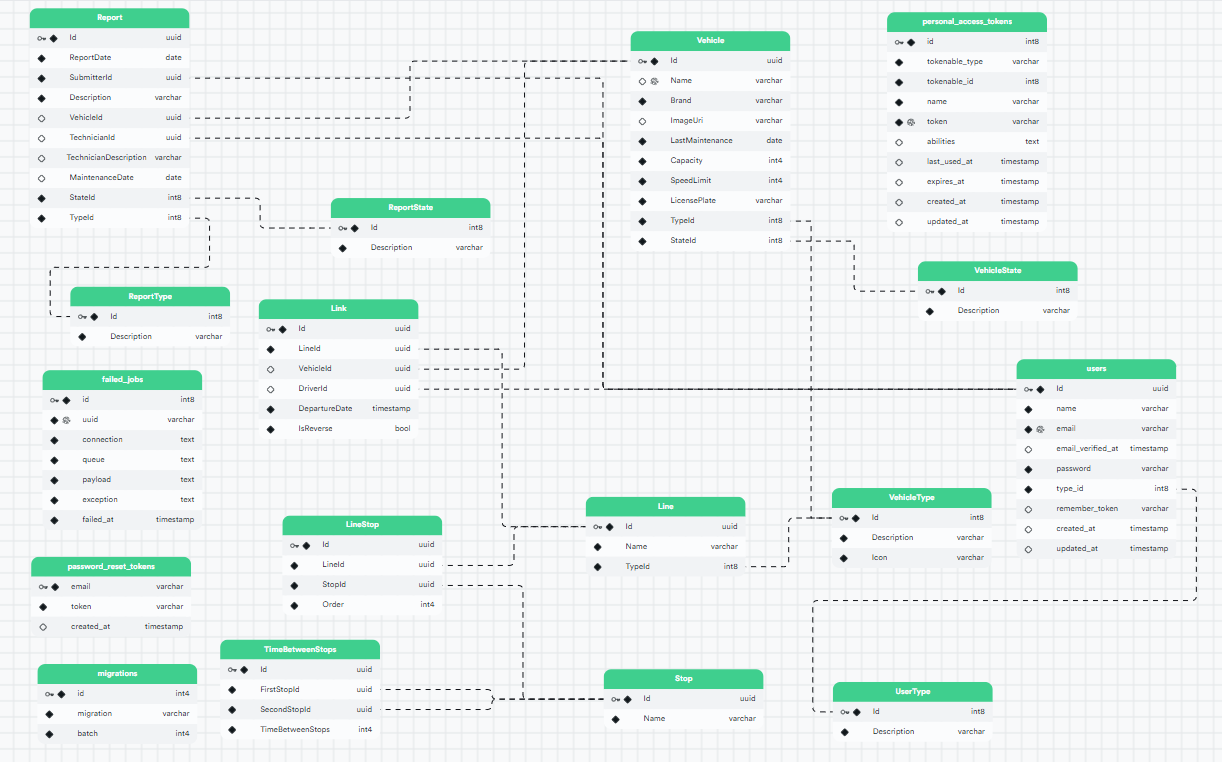 Report
Id uuid
ReportDate date
SubmitterId uuid
Description varchar
VehicleId uuid
TechnicianId uuid
TechnicianDescription varchar
MaintenanceDate date
StateId int8
TypeId int8
Vehicle
Id uuid
Name varchar
Brand varchar
ImageUri varchar
LastMaintenance date
Capacity int4
SpeedLimit int4
LicensePlate varchar
TypeId int8
StateId int8
personal_access_tokens
id int8
tokenable_type varchar
tokenable_id int8
name varchar
token varchar
abilities text
last_used_at timestamp
expires_at timestamp
created_at timestamp
updated_at timestamp
ReportState
Id int8
Description varchar
VehicleState
Id int8
Description varchar
ReportType
Id int8
Description varchar
Link
Id uuid
LineId uuid
VehicleId uuid
DriverId uuid
DepartureDate timestamp
IsReverse bool
users
Id uuid
name varchar
email varchar
email_verified_at timestamp
password varchar
type_id int8
remember_token varchar
created_at timestamp
updated_at timestamp
failed_jobs
id int8
uuid varchar
connection text
queue text
payload text
exception text
failed_at timestamp
Line
Id uuid
Name varchar
TypeId int8
VehicleType
Id int8
Description varchar
Icon varchar
LineStop
Id uuid
LineId uuid
StopId uuid
Order int4
password_reset_tokens
email varchar
token varchar
created_at timestamp
TimeBetweenStops
Id uuid
FirstStopId uuid
SecondStopId uuid
TimeBetweenStops int4
migrations
id int4
migration varchar
batch int4
Stop
Id uuid
Name varchar
UserType
Id int8
Description varchar